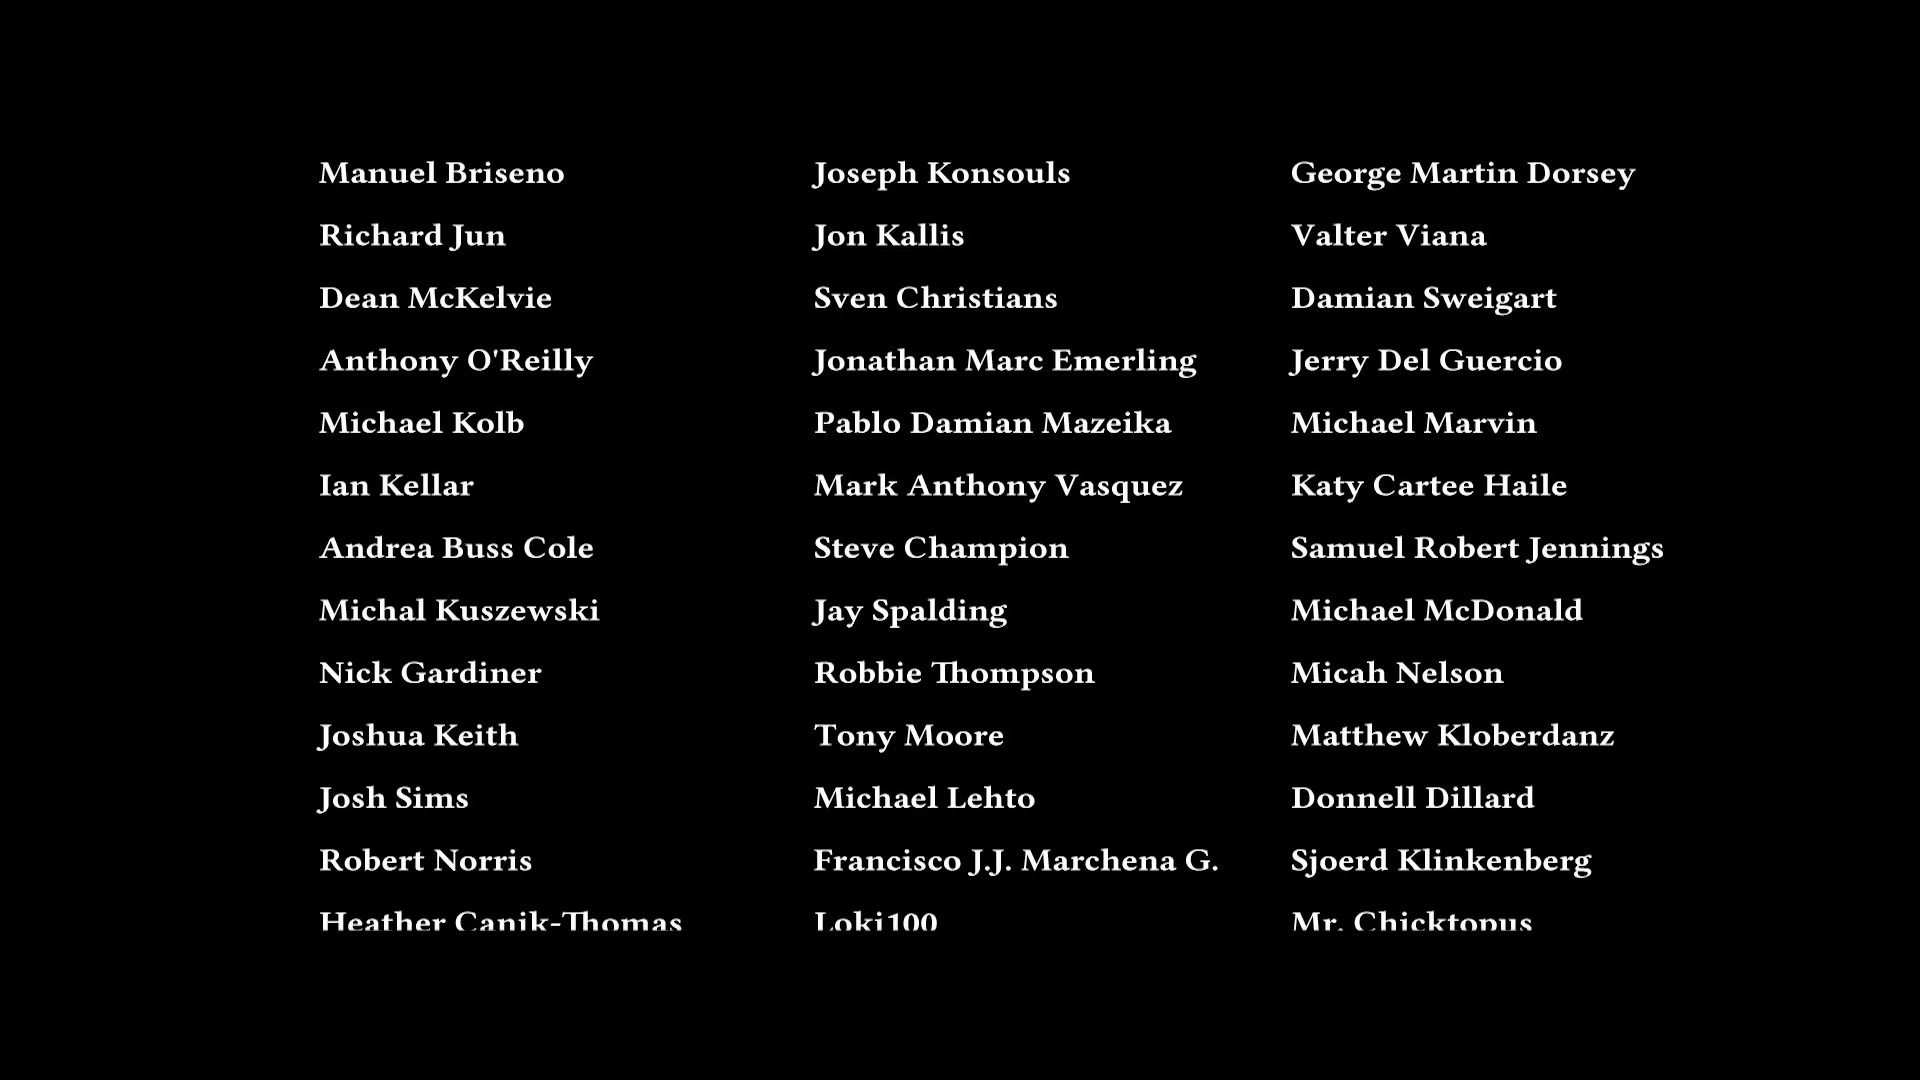 Manuel Briseno Joseph Konsouls George Martin Dorsey
Richard Jun Jon Kallis Valter Viana
Dean McKelvie Sven Christians Damian Sweigart
Anthony O'Reilly Jonathan Marc Emerling Jerry Del Guercio
Michael Kolb Pablo Damian Mazeika Michael Marvin
Ian Kellar Mark Anthony Vasquez Katy Cartee Haile
Andrea Buss Cole Steve Champion Samuel Robert Jennings
Michal Kuszewski Jay Spalding Michael McDonald
Nick Gardiner Robbie Thompson Micah Nelson
Joshua Keith Tony Moore Matthew Kloberdanz
Josh Sims Michael Lehto Donnell Dillard
Robert Norris Francisco J.J. Marchena G. Sjoerd Klinkenberg
Heather Canik-Thomas Loki100 Mr. Chicktopus